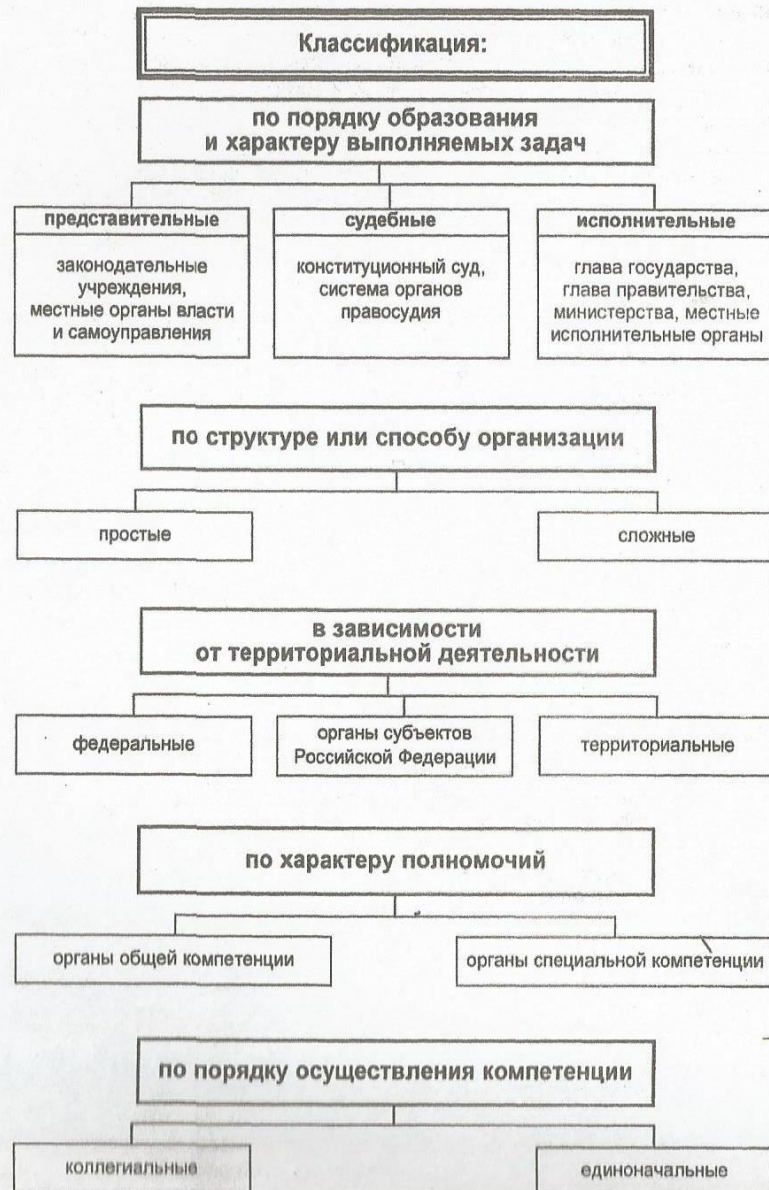 Классификация:
по порядку образования
и характеру выполняемых задач
представительные
законодательные
учреждения,
местные органы власти
и самоуправления
судебные
конституционный суд,
система органов
правосудия
исполнительные
глава государства,
глава правительства,
министерства, местные
исполнительные органы
по структуре или способу организации
простые
сложные
в зависимости
от территориальной деятельности
федеральные
органы субъектов
Российской Федерации
территориальные
по характеру полномочий
органы общей компетенции
органы специальной компетенции
по порядку осуществления компетенции
коллегиальные
единоначальные